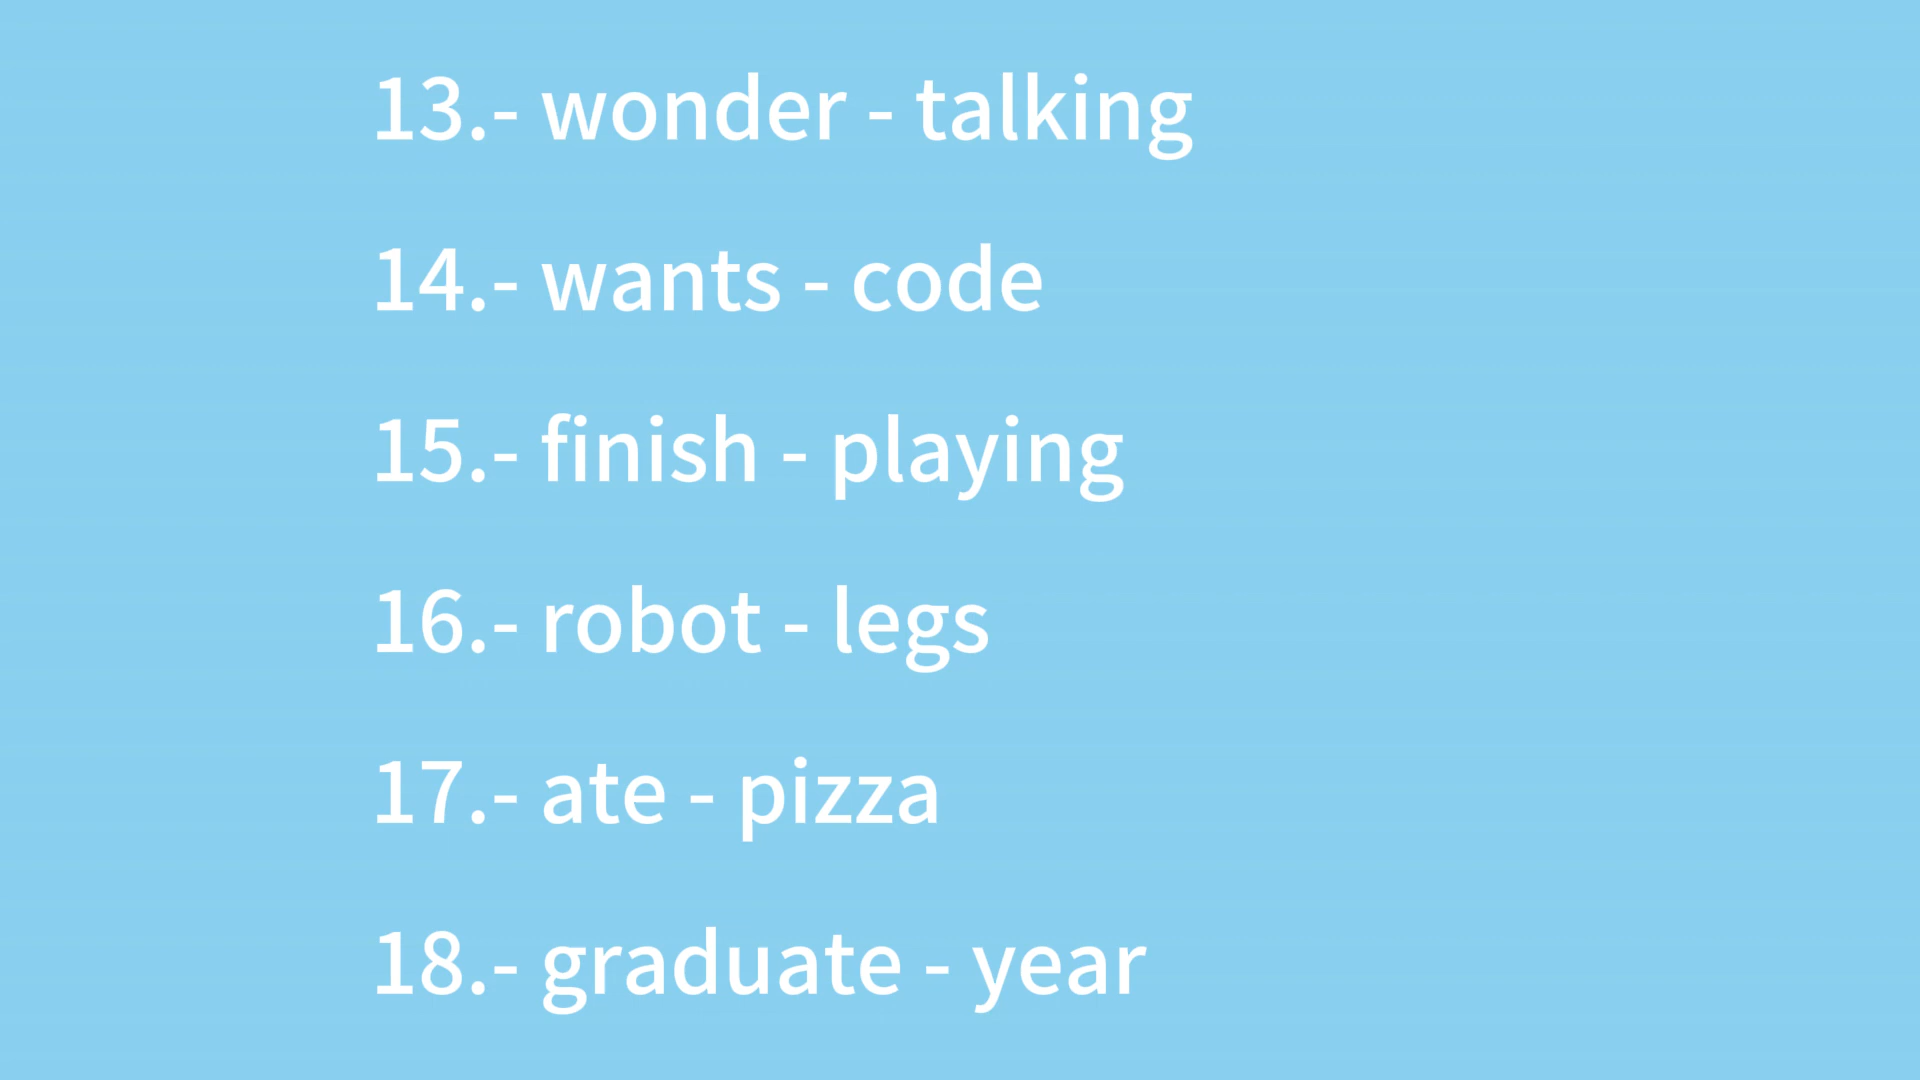 13.- wonder - talking
14.- wants - code
15.- finish - playing
16.- robot - legs
17.- ate - pizza
18.- graduate - year